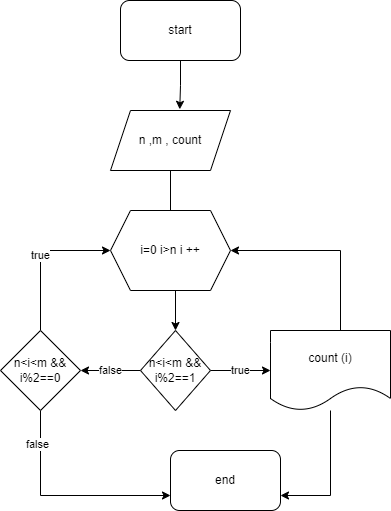 start
n ,m , count
i=0 i>n i ++
true
n<i<m &&
i%2==0
false
n<i<m &&
i%2==1
true
count (i)
false
end